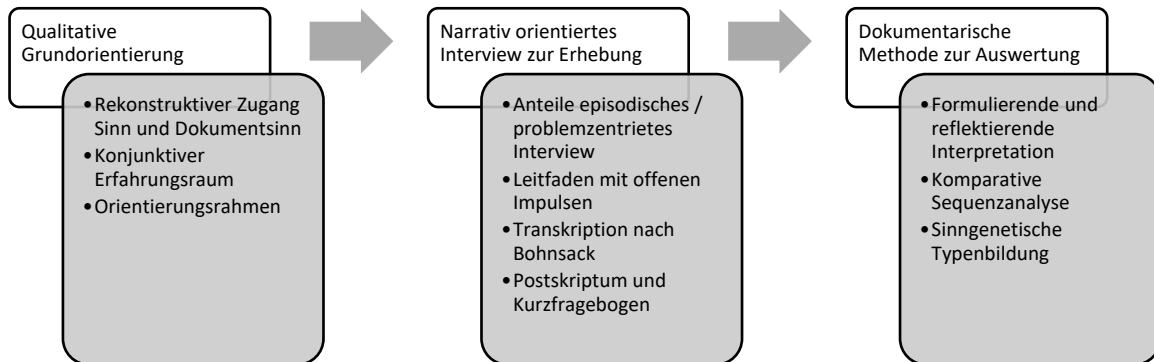 Qualitative
Grundorientierung
• Rekonstruktiver Zugang
Sinn und Dokumentsinn
• Konjunktiver
Erfahrungsraum
• Orientierungsrahmen
Narrativ orientiertes
Interview zur Erhebung
• Anteile episodisches /
problemzentrietes
Interview
• Leitfaden mit offenen
Impulsen
• Transkription nach
Bohnsack
• Postskriptum und
Kurzfragebogen
Dokumentarische
Methode zur Auswertung
• Formulierende und
reflektierende
Interpretation
• Komparative
Sequenzanalyse
• Sinngenetische
Typenbildung